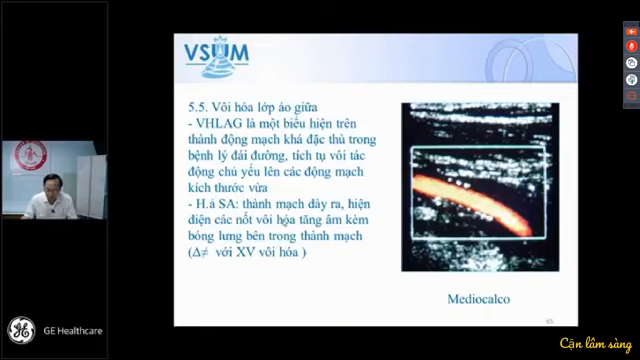 VSUM
5.5. Vôi hóa lớp áo giữa
- VHLAG là một biểu hiện trên
thành động mạch khá đặc thù trong
bệnh lý đái đường, tích tụ vôi tác
động chủ yếu lên các động mạch
kích thước vừa
- H.ả SA: thành mạch dày ra, hiện
diện các nốt vôi hóa tăng âm kèm
bóng lưng bên trong thành mạch
(Δ≠ với XV vôi hóa )
Mediocalco
65
GE Healthcare
Cận lâm sàng